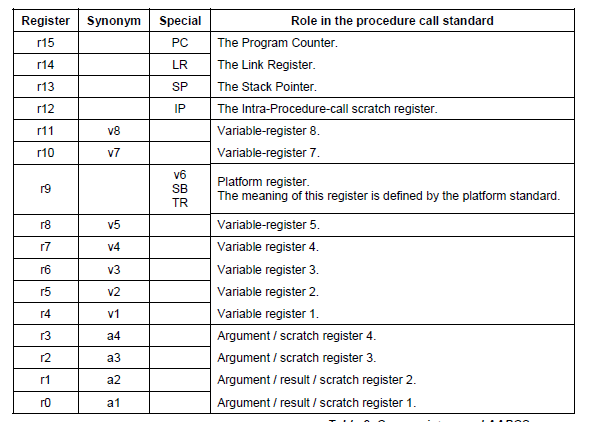 Register Synonym Special Role in the procedure call standard
r15 PC The Program Counter.
r14 LR The Link Register.
r13 SP The Stack Pointer.
r12 IP The Intra-Procedure-call scratch register.
r11 v8 Variable-register 8.
r10 v7 Variable-register 7.
r9 v6 SB TR Platform register.
The meaning of this register is defined by the platform standard.
r8 v5 Variable-register 5.
r7 v4 Variable register 4.
r6 v3 Variable register 3.
r5 v2 Variable register 2.
r4 v1 Variable register 1.
r3 a4 Argument / scratch register 4.
r2 a3 Argument / scratch register 3.
r1 a2 Argument / result / scratch register 2.
r0 a1 Argument / result / scratch register 1.